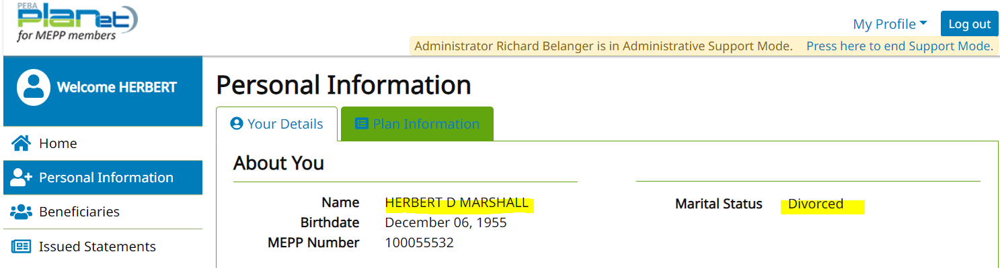 PEBA
planet
for MEPP members
My Profile
Log out
Administrator Richard Belanger is in Administrative Support Mode. Press here to end Support Mode.
Welcome HERBERT
Home
Personal Information
Beneficiaries
Issued Statements
Personal Information
Your Details
Plan Information
About You
Name HERBERT D MARSHALL
Birthdate December 06, 1955
MEPP Number 100055532
Marital Status Divorced